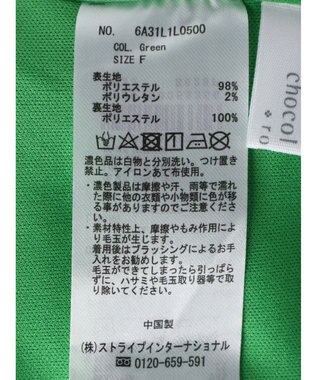 NO. 6A31L1L0500
COL. Green
SIZE F
表生地
ポリエステル 98%
ポリウレタン 2%
裏生地
ポリエステル 100%
濃色品は白物と分別洗い。つけ置き
禁止。アイロンあて布使用。
・濃色製品は摩擦や汗、雨等で濡れ
た際に他の衣類や小物類に色が移
る事がありますのでご注意くださ
い。
・素材特性上、摩擦やもみ作用によ
り毛玉が生じます。
着用後はブラッシングによるお手
入れをお勧めします。
毛玉ができてしまったら引っぱら
ずに、ハサミや毛玉取り器等で取
り除いてください。
中国製
(株)ストライプインターナショナル
☎ 0120-659-591
chocol